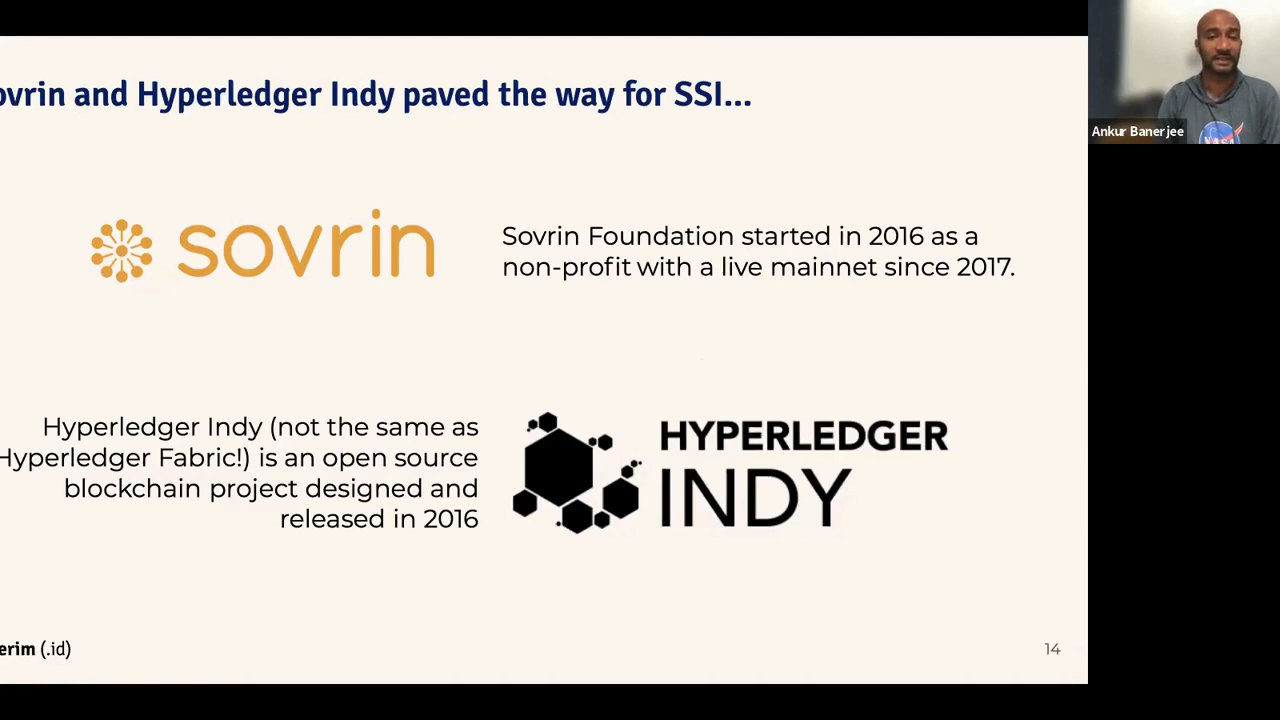 ovrin and Hyperledger Indy paved the way for SSI...
Ankur Banerjee
NASA
sovrin
Sovrin Foundation started in 2016 as a
non-profit with a live mainnet since 2017.
Hyperledger Indy (not the same as
Hyperledger Fabric!) is an open source
blockchain project designed and
released in 2016
HYPERLEDGER
INDY
erim (.id)
14